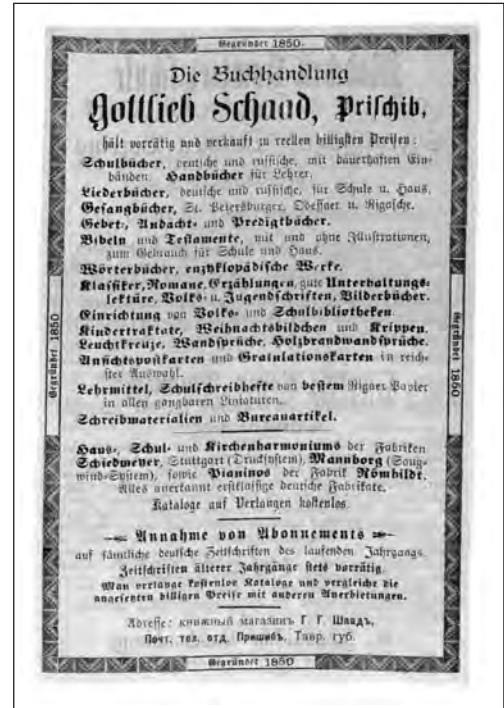 Gegründet 1850.
Die Buchhandlung
Gottlieb Schaad, Prischib,
hält vorrätig und verkauft zu reellen billigsten Preisen:
Schulbücher, deutsche und russische, mit dauerhaften Ein-
bänden. Handbücher für Lehrer.
Liederbücher, deutsche und russische, für Schule u. Haus.
Gesangbücher, St. Petersburger, Odessaer u. Rigasche.
Gebet-, Andacht- und Predigtbücher.
Bibeln und Testamente, mit und ohne Illustrationen,
zum Gebrauch für Schule und Haus.
Wörterbücher, enzyklopädische Werke.
Klassiker, Romane, Erzählungen, gute Unterhaltungs-
lektüre, Volks- u. Jugendschriften, Bilderbücher.
Einrichtung von Volks- und Schulbibliotheken.
Kindertraktate, Weihnachtsbildchen und Krippen.
Leuchtkreuze, Wandsprüche, Holzbrandwandsprüche.
Ansichtspostkarten und Gratulationskarten in reich-
ster Auswahl.
Lehrmittel, Schulschreibhefte von bestem Rigaer Papier
in allen gangbaren Liniaturen.
Schreibmaterialien und Bureauartikel.
Haus-, Schul- und Kirchenharmoniums der Fabriken
Schiedmeyer, Stuttgart (Drucksystem), Mannborg (Saug-
wind-System), sowie Pianinos der Fabrik Römhildt.
Alles anerkannt erstklassige deutsche Fabrikate.
Kataloge auf Verlangen kostenlos.
Annahme von Abonnements
auf sämtliche deutsche Zeitschriften des laufenden Jahrgangs.
Zeitschriften älterer Jahrgänge stets vorrätig.
Man verlange kostenlose Kataloge und vergleiche die
angesetzten billigen Preise mit anderen Anerbietungen.
Adresse: книжный магазинъ Г. Г. Шаадъ,
Почт. тел. отд. Пришибъ, Тавр. губ.
Gegründet 1850
Gegründet 1850
Gegründet 1850